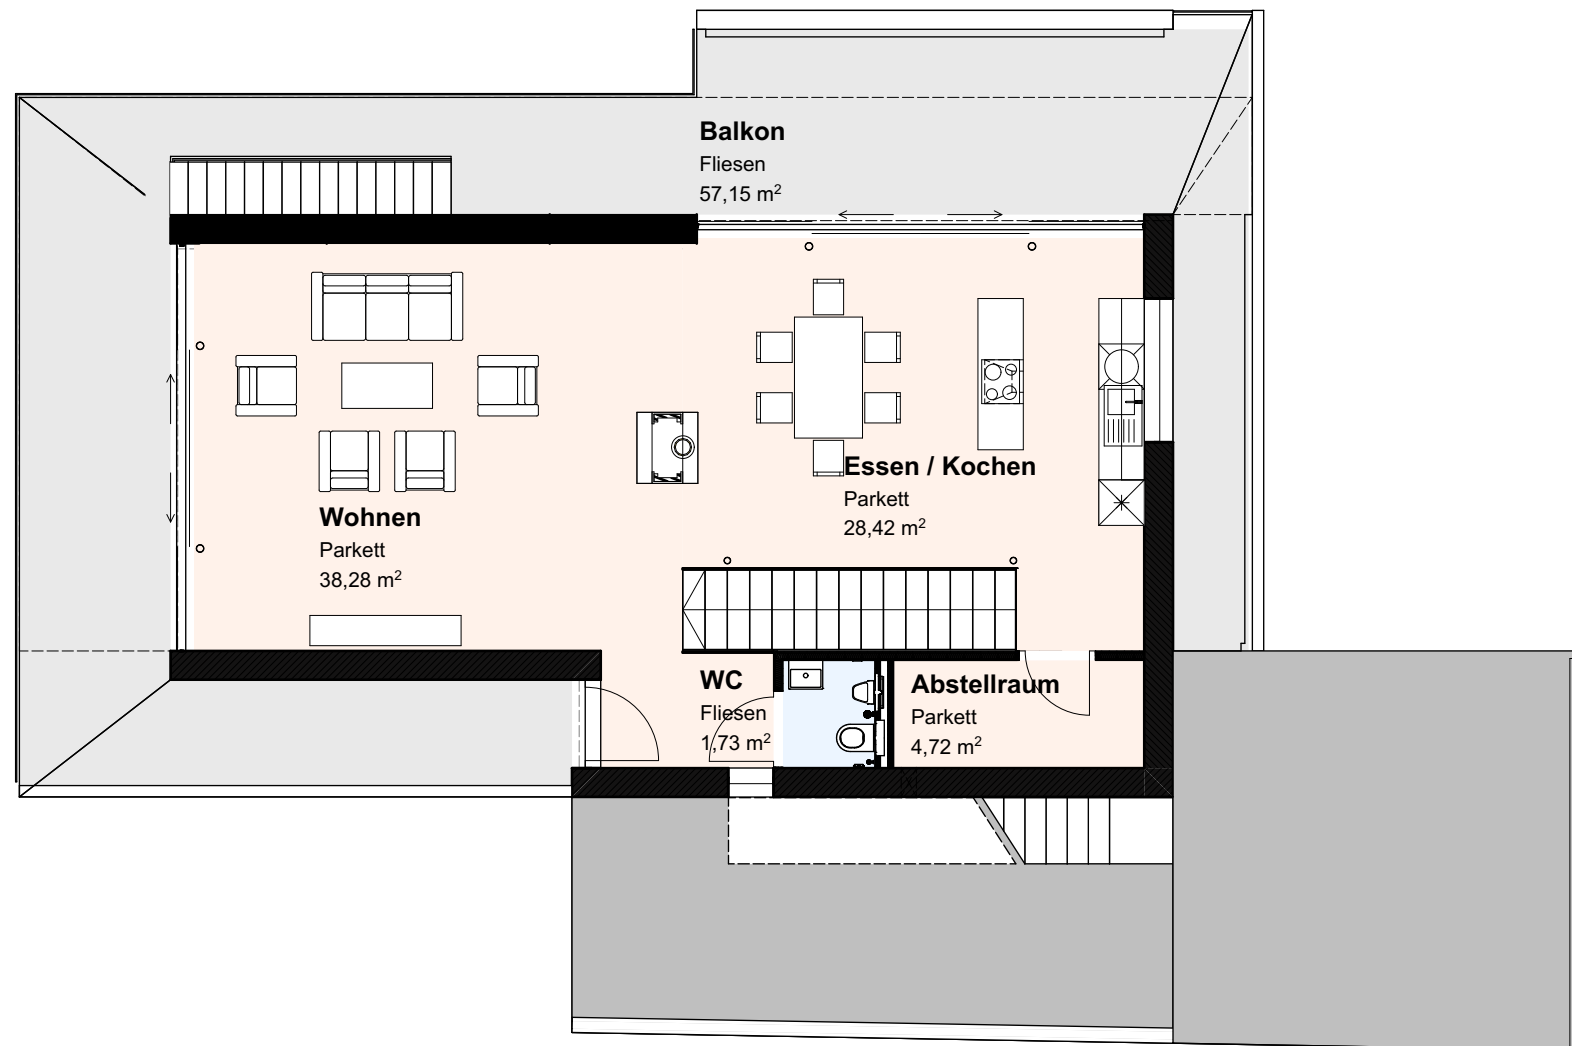 Balkon
Fliesen
57,15 m²
Essen / Kochen
Parkett
28,42 m²
Wohnen
Parkett
38,28 m²
WC
Fliesen
1,73 m²
Abstellraum
Parkett
4,72 m²